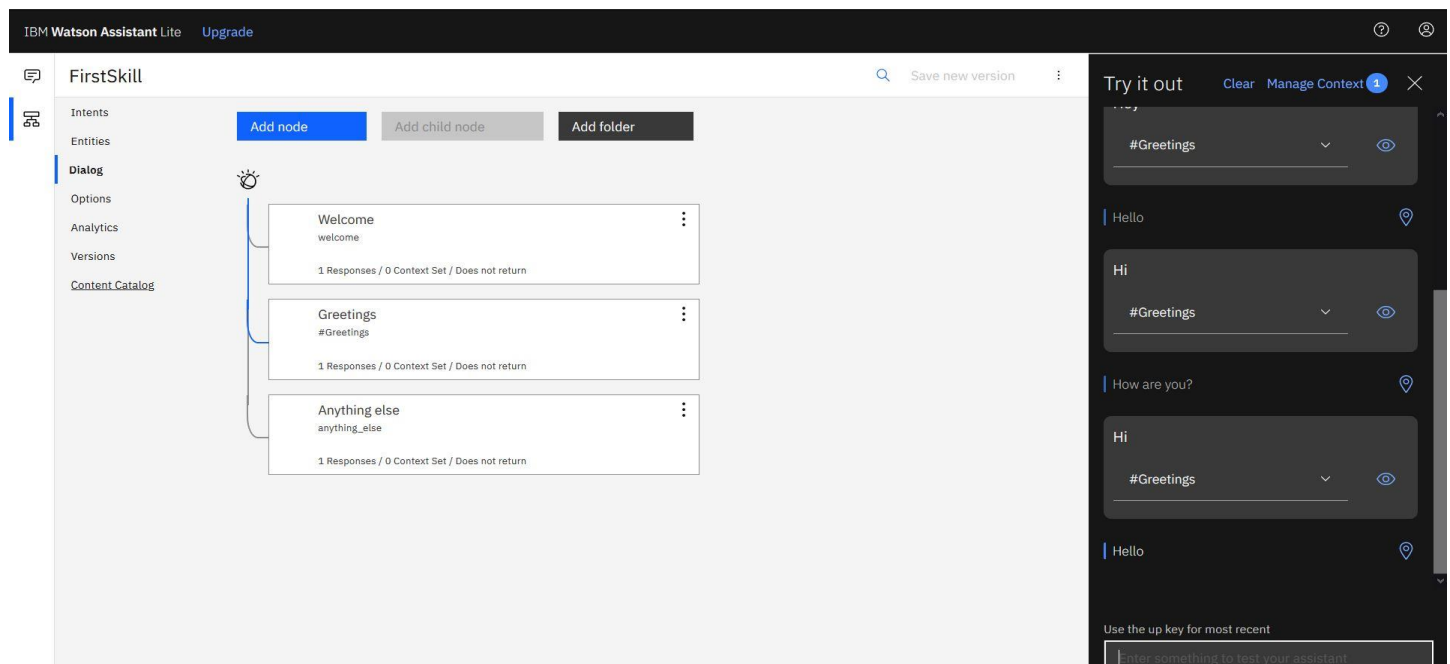 IBM Watson Assistant Lite Upgrade
FirstSkill
Save new version
Intents
Entities
Dialog
Options
Analytics
Versions
Content Catalog
Add node Add child node Add folder
Welcome
welcome
1 Responses / 0 Context Set / Does not return
Greetings
#Greetings
1 Responses / 0 Context Set / Does not return
Anything else
anything_else
1 Responses / 0 Context Set / Does not return
Try it out Clear Manage Context 1
#Greetings
Hello
Hi
#Greetings
How are you?
Hi
#Greetings
Hello
Use the up key for most recent
Enter something to test your assistant